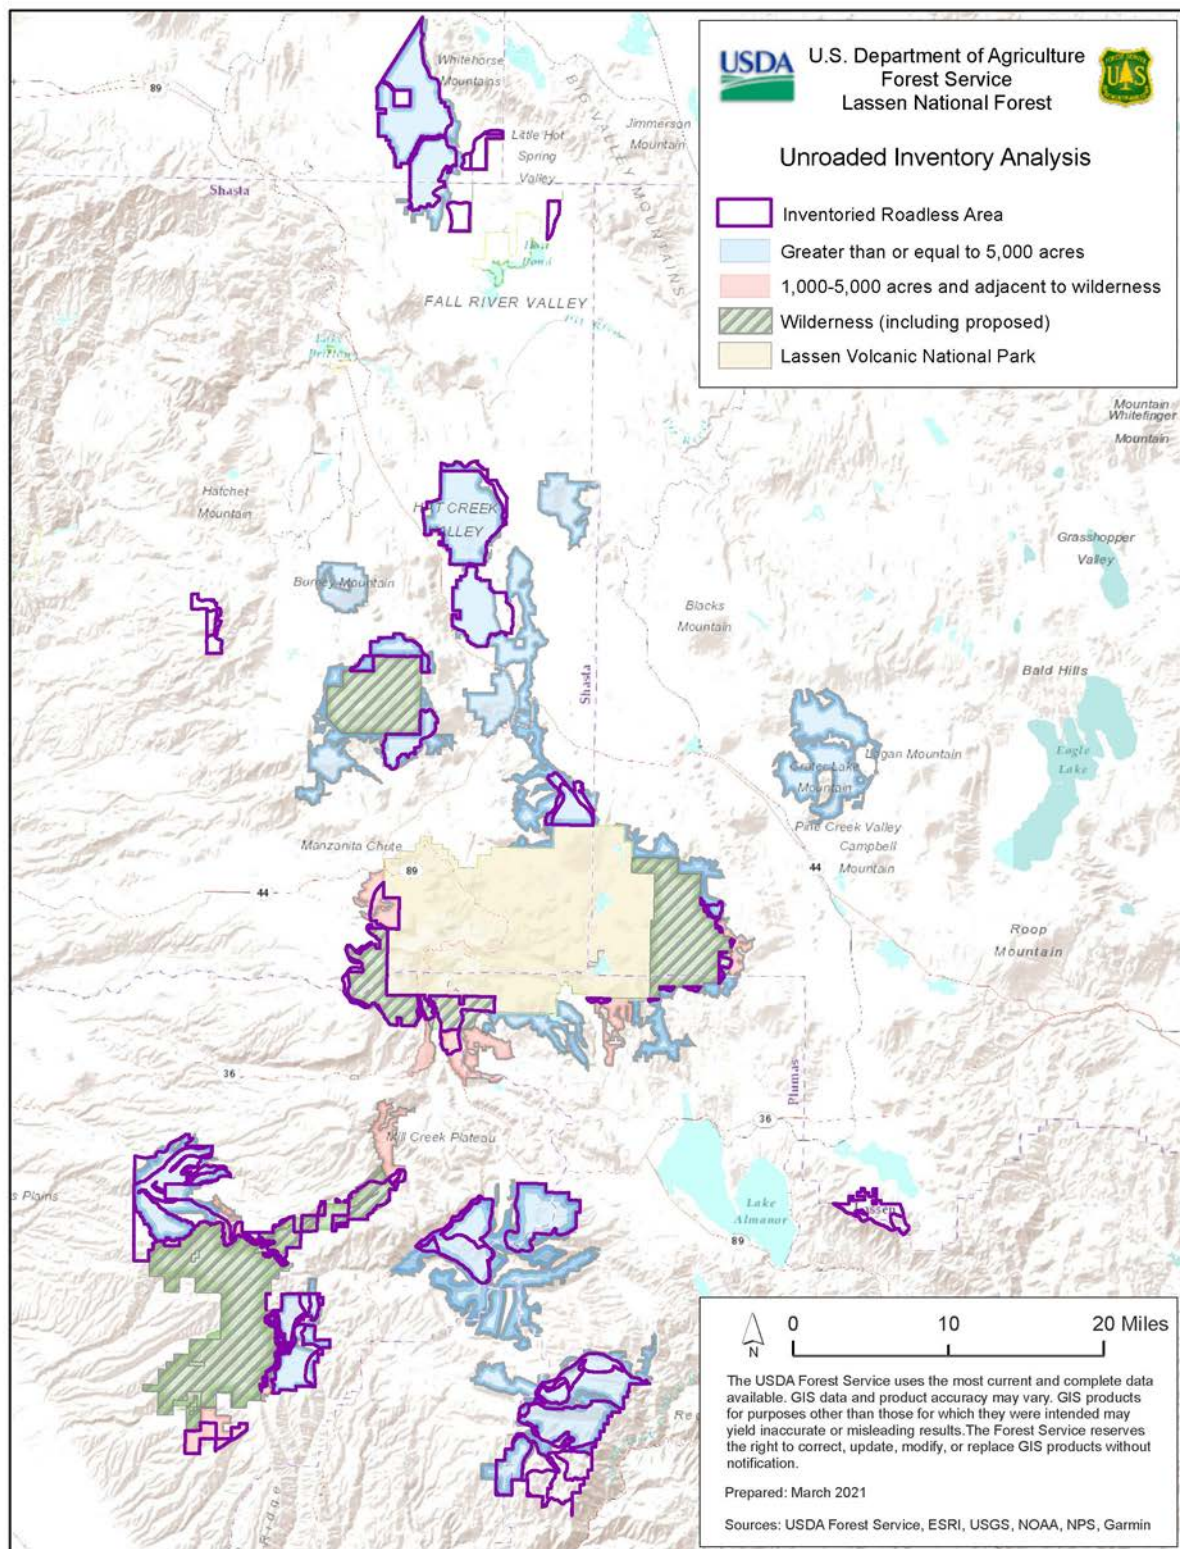 USDA
U.S. Department of Agriculture
Forest Service
Lassen National Forest
FOREST SERVICE
U S
Unroaded Inventory Analysis
Inventoried Roadless Area
Greater than or equal to 5,000 acres
1,000-5,000 acres and adjacent to wilderness
Wilderness (including proposed)
Lassen Volcanic National Park
Whitehorse
Mountains
89
BIG VALLEY MOUNTAINS
Jimmerson
Mountain
Little Hot
Spring
Valley
Shasta
FALL RIVER VALLEY
Pit River
Lake
Britton
Mountain
Whitefinger
Mountain
Hatchet
Mountain
HAT CREEK
VALLEY
Grasshopper
Valley
Burney Mountain
Blacks
Mountain
Shasta
Bald Hills
Eagle
Lake
Logan Mountain
Crater Lake
Mountain
Pine Creek Valley
Campbell
Mountain
Manzanita Chute
89
44
44
Roop
Mountain
36
Plumas
36
Mill Creek Plateau
s Plains
Lake
Almanor
Lassen
89
Ridge
N
0 10 20 Miles
The USDA Forest Service uses the most current and complete data
available. GIS data and product accuracy may vary. GIS products
for purposes other than those for which they were intended may
yield inaccurate or misleading results.The Forest Service reserves
the right to correct, update, modify, or replace GIS products without
notification.
Prepared: March 2021
Sources: USDA Forest Service, ESRI, USGS, NOAA, NPS, Garmin